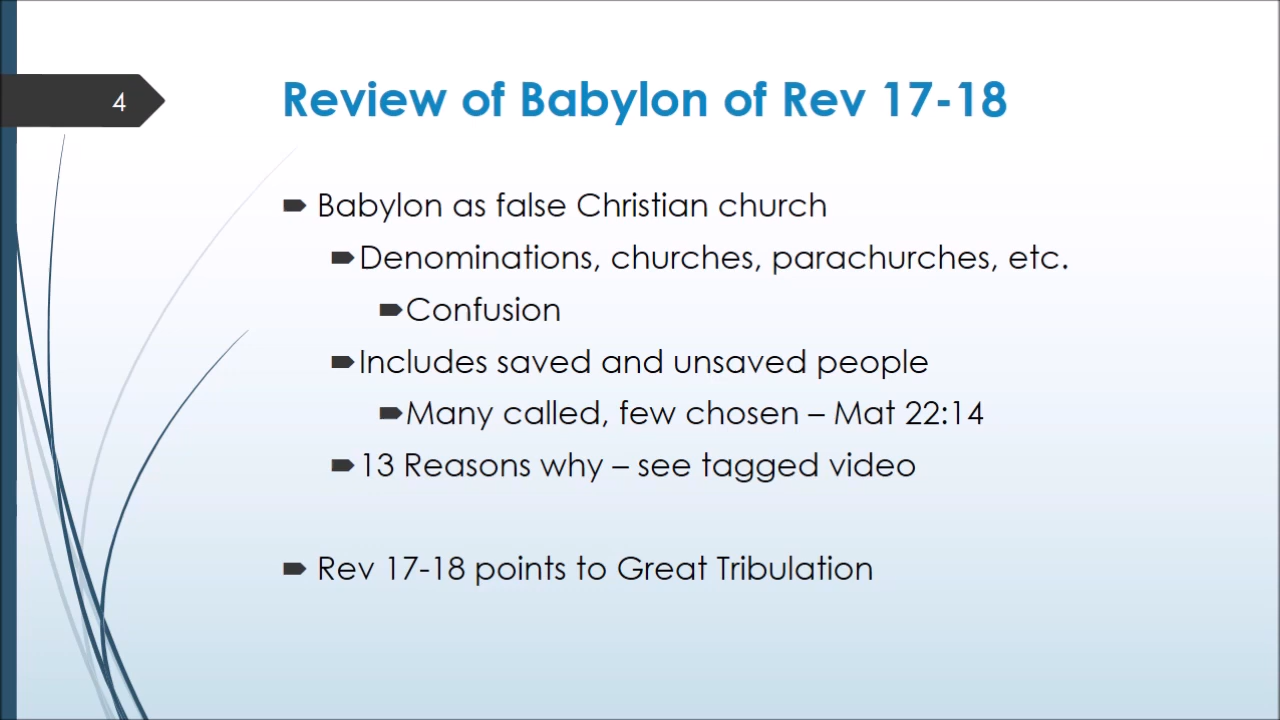 4
Review of Babylon of Rev 17-18
Babylon as false Christian church
Denominations, churches, parachurches, etc.
Confusion
Includes saved and unsaved people
Many called, few chosen – Mat 22:14
13 Reasons why – see tagged video
Rev 17-18 points to Great Tribulation